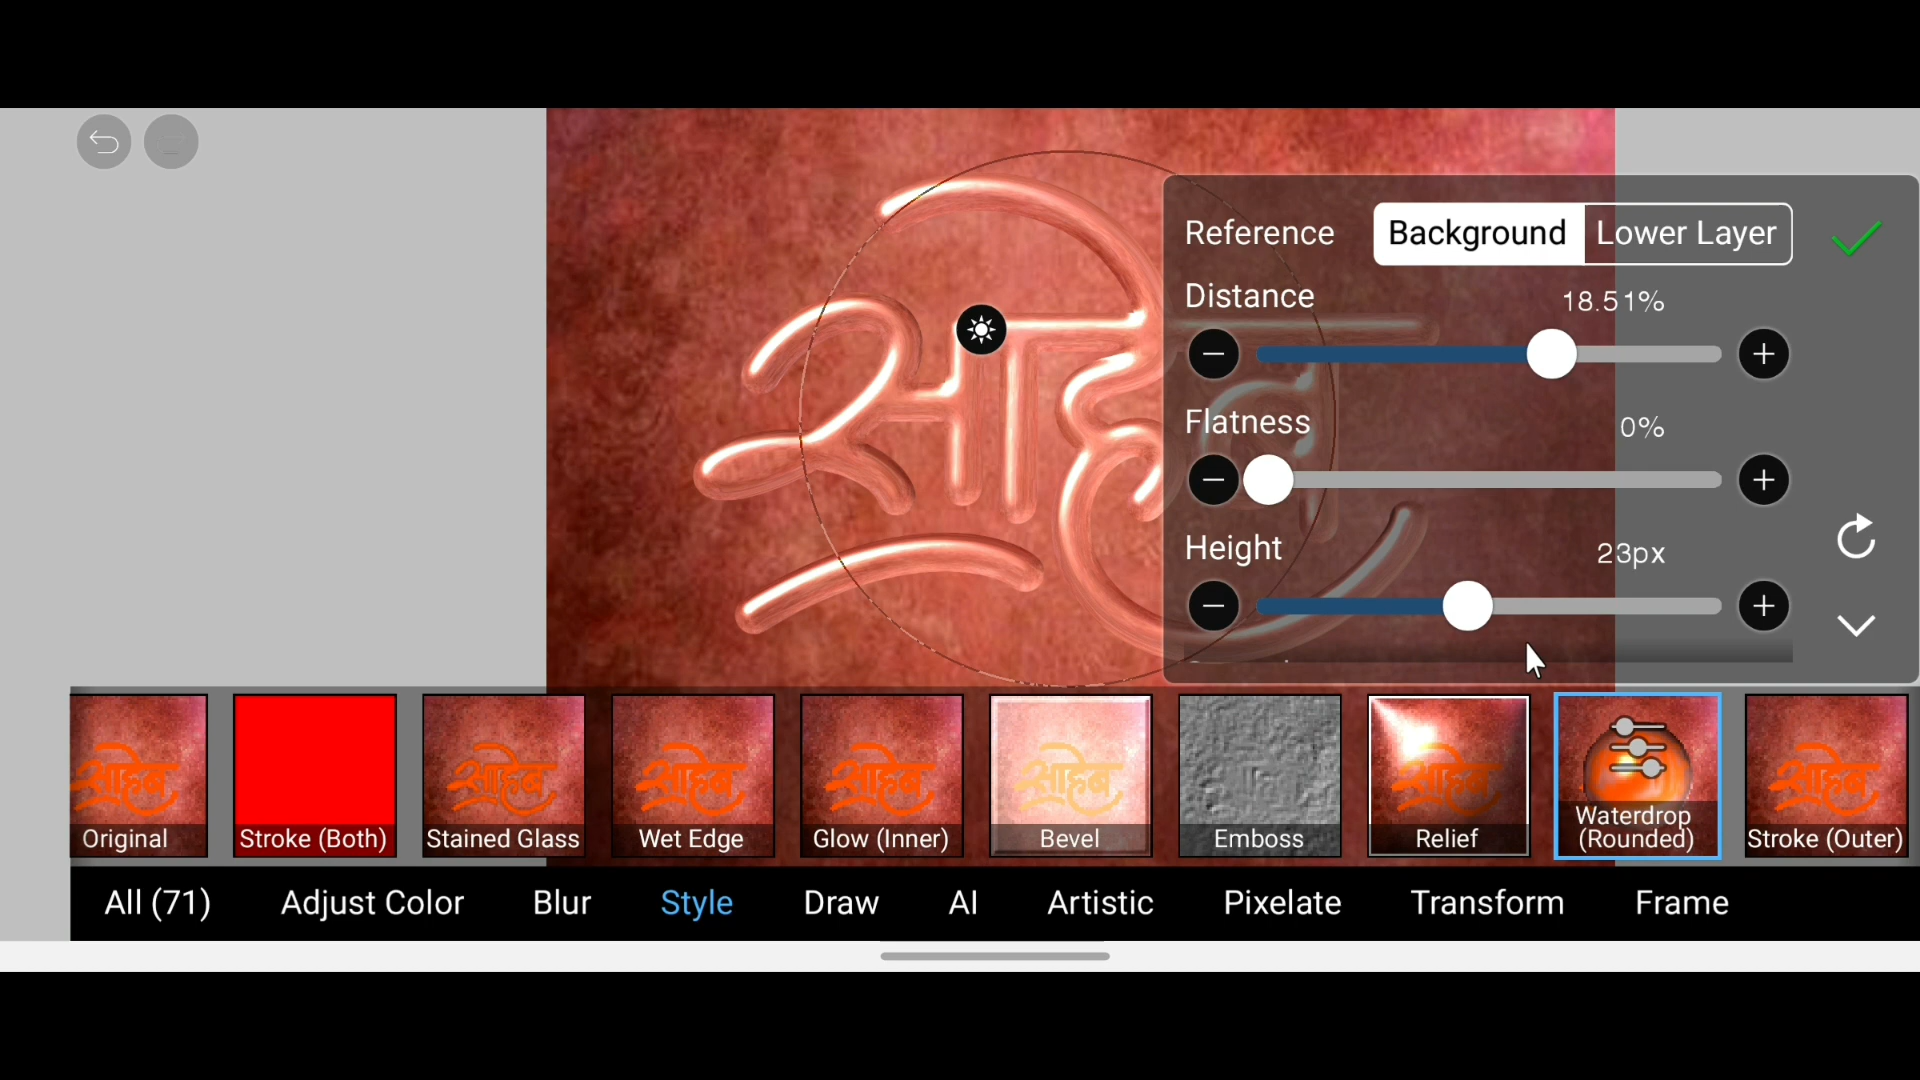 साहेब
Reference Background Lower Layer
Distance 18.51%
Flatness 0%
Height 23px
साहेब साहेब साहेब साहेब साहेब साहेब साहेब
Original Stroke (Both) Stained Glass Wet Edge Glow (Inner) Bevel Emboss Relief Waterdrop (Rounded) Stroke (Outer)
All (71) Adjust Color Blur Style Draw AI Artistic Pixelate Transform Frame